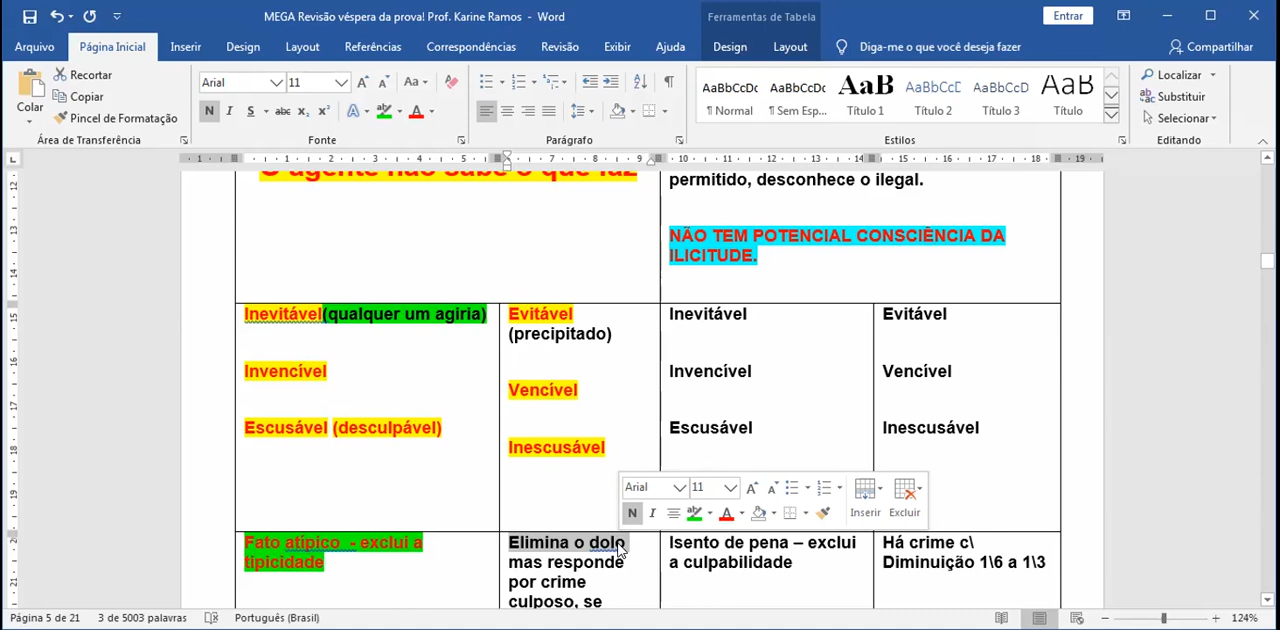 MEGA Revisão véspera da prova! Prof. Karine Ramos - Word
Ferramentas de Tabela
Entrar
Arquivo
Página Inicial
Inserir
Design
Layout
Referências
Correspondências
Revisão
Exibir
Ajuda
Design
Layout
Diga-me o que você deseja fazer
Compartilhar
Colar
Recortar
Copiar
Pincel de Formatação
Área de Transferência
Arial
11
Fonte
Parágrafo
AaBbCcDc
¶ Normal
AaBbCcDc
¶ Sem Esp...
AaB
Título 1
AaBbCcD
Título 2
AaBbCcD
Título 3
AaB
Título
Estilos
Localizar
Substituir
Selecionar
Editando
O agente não sabe o que faz
permitido, desconhece o ilegal.
NÃO TEM POTENCIAL CONSCIÊNCIA DA
ILICITUDE.
Inevitável(qualquer um agiria)
Invencível
Escusável (desculpável)
Evitável
(precipitado)
Vencível
Inescusável
Inevitável
Invencível
Escusável
Evitável
Vencível
Inescusável
Arial
11
Inserir
Excluir
Fato atípico - exclui a
tipicidade
Elimina o dolo
mas responde
por crime
culposo, se
Isento de pena – exclui
a culpabilidade
Há crime c\
Diminuição 1\6 a 1\3
Página 5 de 21
3 de 5003 palavras
Português (Brasil)
124%